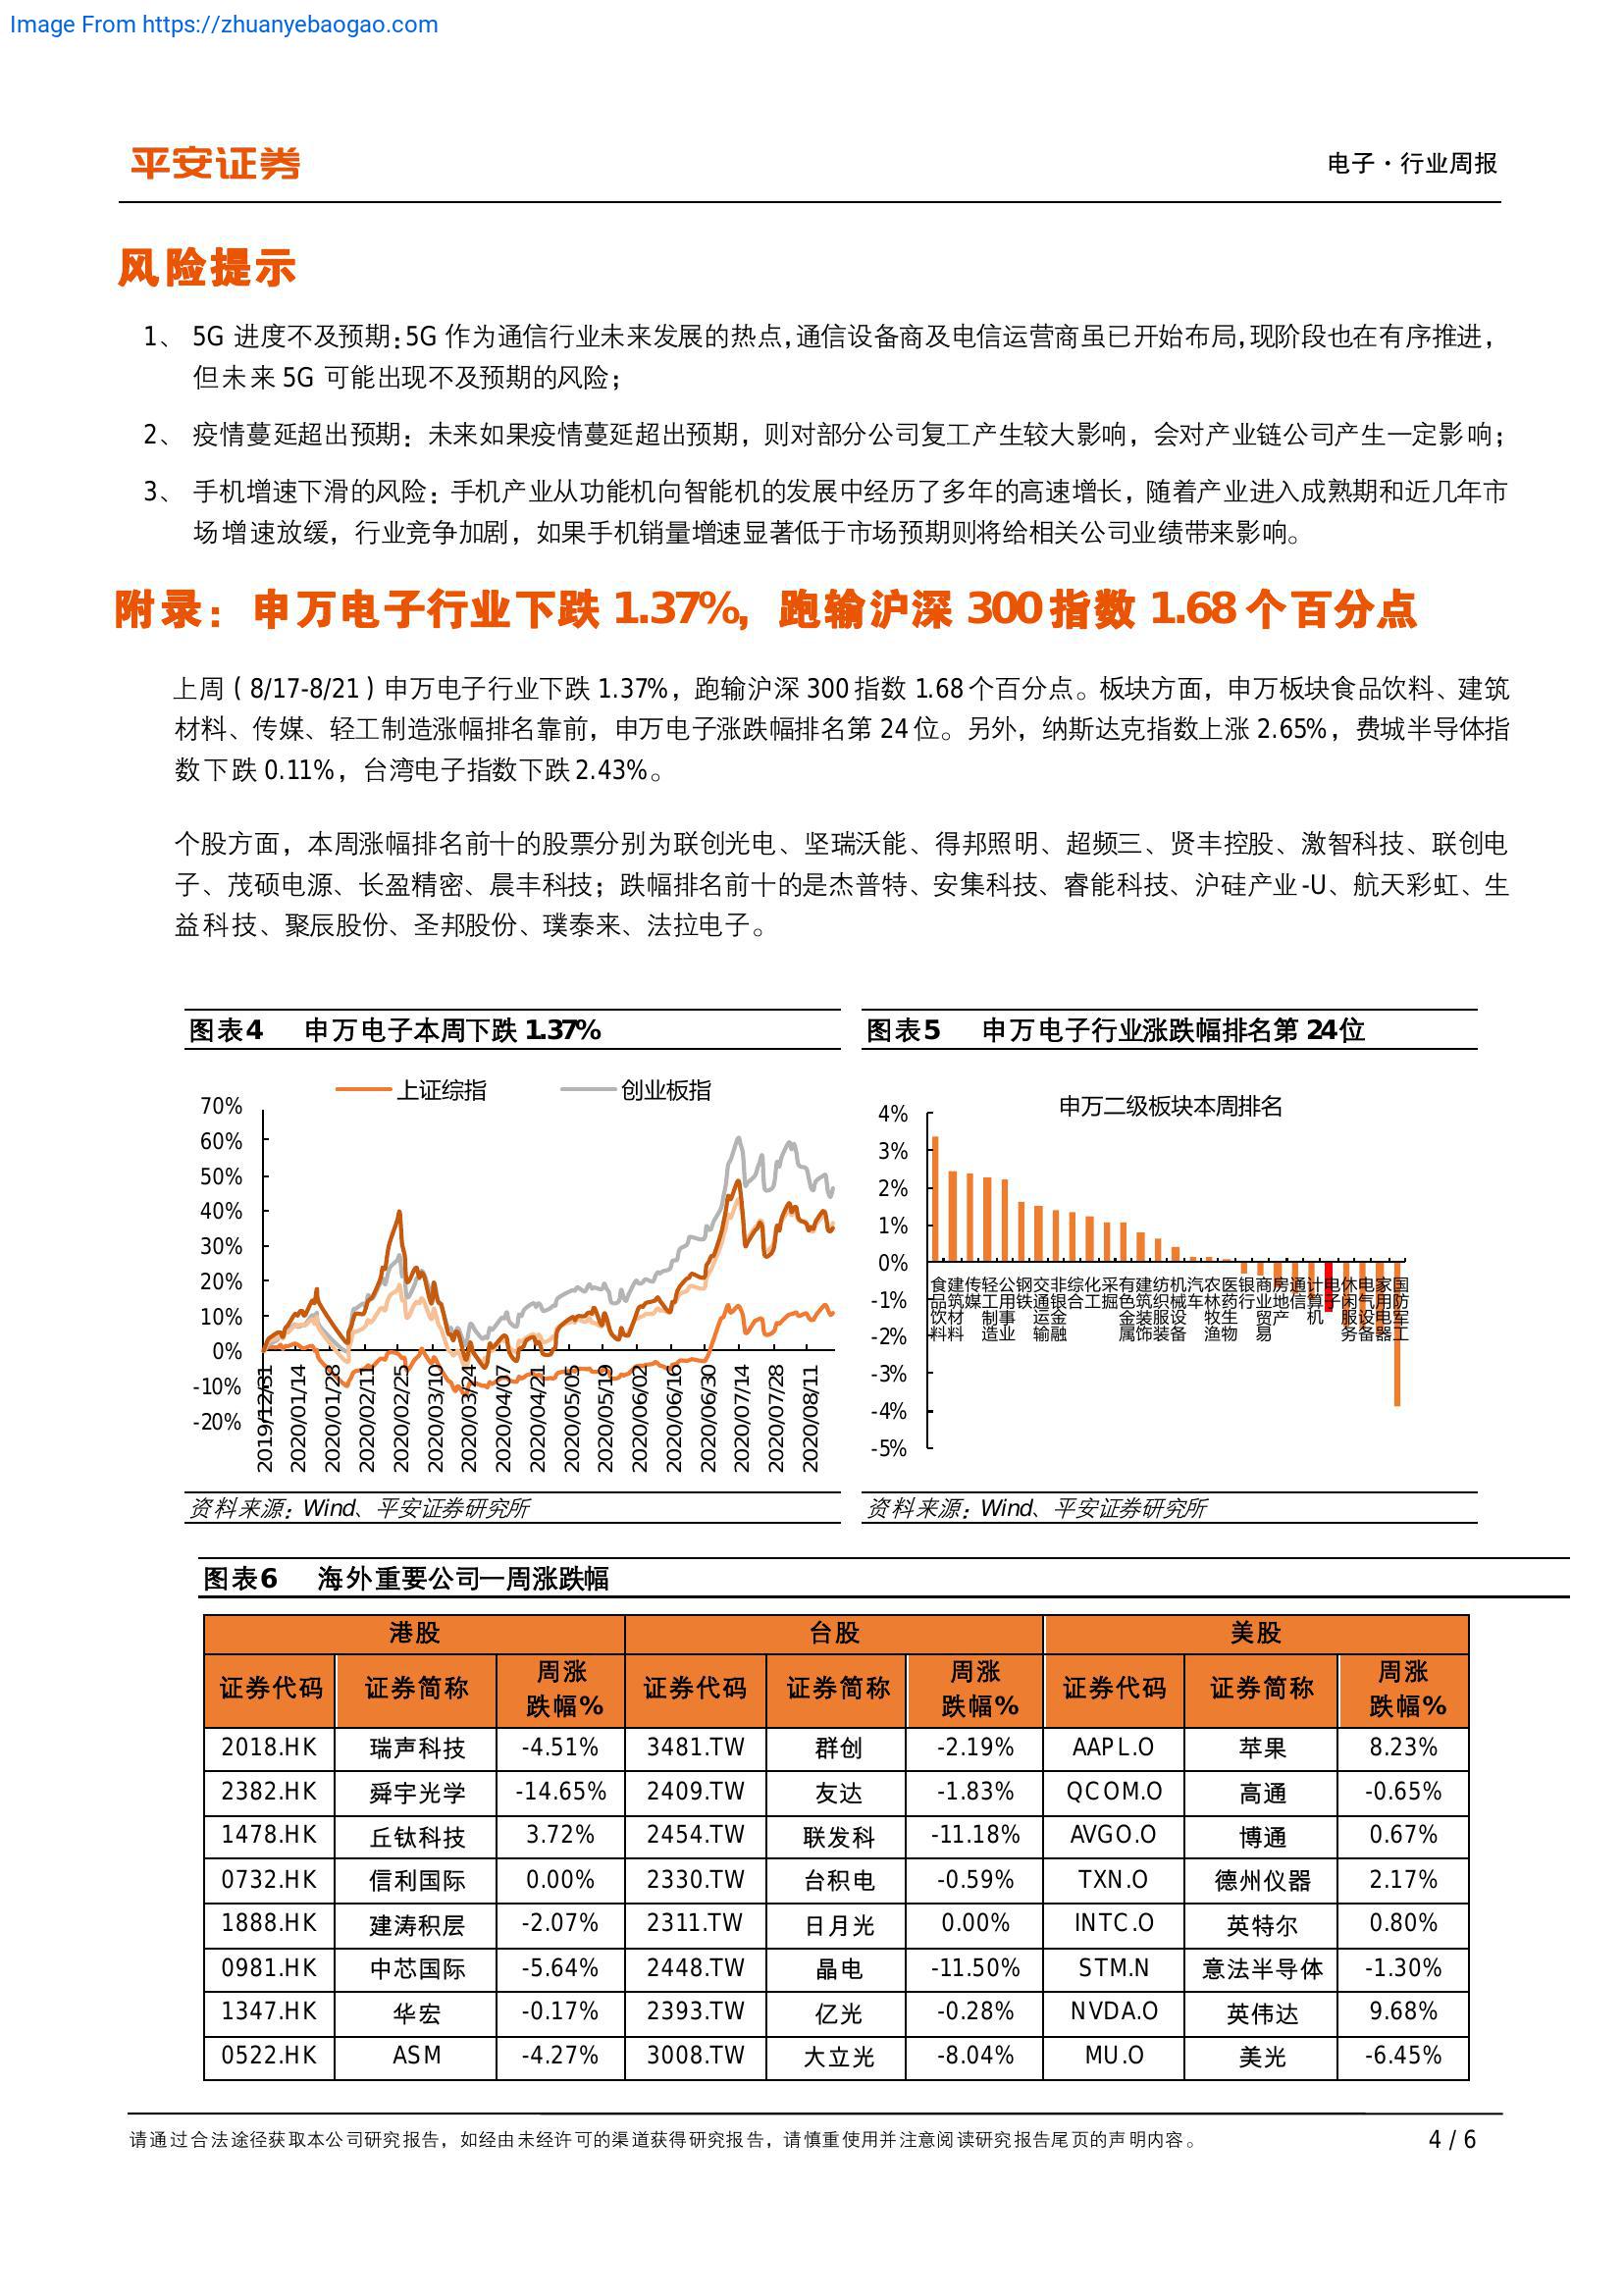 Image From https://zhuanyebaogao.com
平安证券
电子·行业周报
风险提示
1、 5G 进度不及预期:5G 作为通信行业未来发展的热点,通信设备商及电信运营商虽已开始布局,现阶段也在有序推进,
但未来 5G 可能出现不及预期的风险;
2、 疫情蔓延超出预期:未来如果疫情蔓延超出预期,则对部分公司复工产生较大影响,会对产业链公司产生一定影响;
3、 手机增速下滑的风险:手机产业从功能机向智能机的发展中经历了多年的高速增长,随着产业进入成熟期和近几年市
场增速放缓,行业竞争加剧,如果手机销量增速显著低于市场预期则将给相关公司业绩带来影响。
附录:申万电子行业下跌 1.37%,跑输沪深 300 指数 1.68 个百分点
上周(8/17-8/21)申万电子行业下跌 1.37%,跑输沪深 300 指数 1.68 个百分点。板块方面,申万板块食品饮料、建筑
材料、传媒、轻工制造涨幅排名靠前,申万电子涨跌幅排名第 24 位。另外,纳斯达克指数上涨 2.65%,费城半导体指
数下跌 0.11%,台湾电子指数下跌 2.43%。
个股方面,本周涨幅排名前十的股票分别为联创光电、坚瑞沃能、得邦照明、超频三、贤丰控股、激智科技、联创电
子、茂硕电源、长盈精密、晨丰科技;跌幅排名前十的是杰普特、安集科技、睿能科技、沪硅产业-U、航天彩虹、生
益科技、聚辰股份、圣邦股份、璞泰来、法拉电子。
图表4 申万电子本周下跌 1.37%
上证综指 创业板指
70%
60%
50%
40%
30%
20%
10%
0%
-10%
-20%
2019/12/31
2020/01/14
2020/01/28
2020/02/11
2020/02/25
2020/03/10
2020/03/24
2020/04/07
2020/04/21
2020/05/05
2020/05/19
2020/06/02
2020/06/16
2020/06/30
2020/07/14
2020/07/28
2020/08/11
资料来源:Wind、平安证券研究所
图表5 申万电子行业涨跌幅排名第 24位
申万二级板块本周排名
4%
3%
2%
1%
0%
-1%
-2%
-3%
-4%
-5%
食品饮料
建筑材料
传媒
轻工制造
公用事业
钢铁
交通运输
非银金融
综合
化工
采掘
有色金属
建筑装饰
纺织服装
机械设备
汽车
农林牧渔
医药生物
银行
商业贸易
房地产
通信
计算机
电子
休闲服务
电气设备
家用电器
国防军工
资料来源:Wind、平安证券研究所
图表6 海外重要公司一周涨跌幅
港股 台股 美股
证券代码 证券简称 周涨跌幅% 证券代码 证券简称 周涨跌幅% 证券代码 证券简称 周涨跌幅%
2018.HK 瑞声科技 -4.51% 3481.TW 群创 -2.19% AAPL.O 苹果 8.23%
2382.HK 舜宇光学 -14.65% 2409.TW 友达 -1.83% QCOM.O 高通 -0.65%
1478.HK 丘钛科技 3.72% 2454.TW 联发科 -11.18% AVGO.O 博通 0.67%
0732.HK 信利国际 0.00% 2330.TW 台积电 -0.59% TXN.O 德州仪器 2.17%
1888.HK 建涛积层 -2.07% 2311.TW 日月光 0.00% INTC.O 英特尔 0.80%
0981.HK 中芯国际 -5.64% 2448.TW 晶电 -11.50% STM.N 意法半导体 -1.30%
1347.HK 华宏 -0.17% 2393.TW 亿光 -0.28% NVDA.O 英伟达 9.68%
0522.HK ASM -4.27% 3008.TW 大立光 -8.04% MU.O 美光 -6.45%
请通过合法途径获取本公司研究报告,如经由未经许可的渠道获得研究报告,请慎重使用并注意阅读研究报告尾页的声明内容。
4 / 6